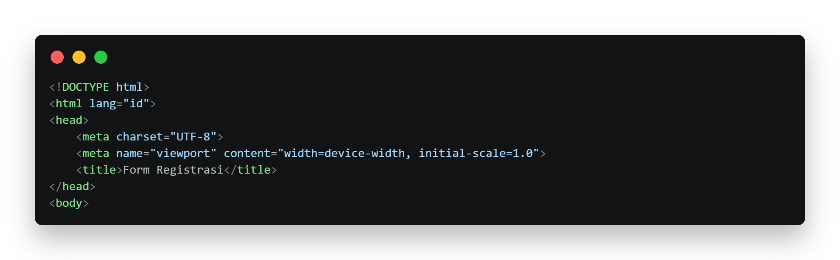 <!DOCTYPE html>
<html lang="id">
<head>
    <meta charset="UTF-8">
    <meta name="viewport" content="width=device-width, initial-scale=1.0">
    <title>Form Registrasi</title>
</head>
<body>